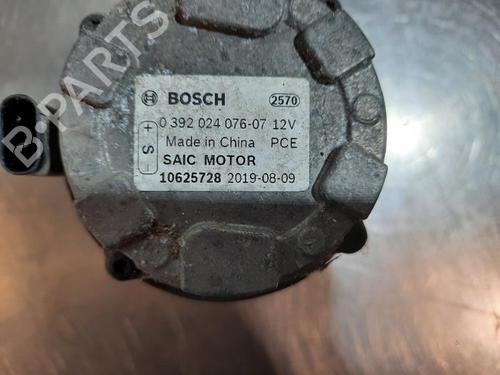 BOSCH 2570
0 392 024 076-07 12V
+ Made in China PCE
S SAIC MOTOR
- 10625728 2019-08-09
B-PARTS